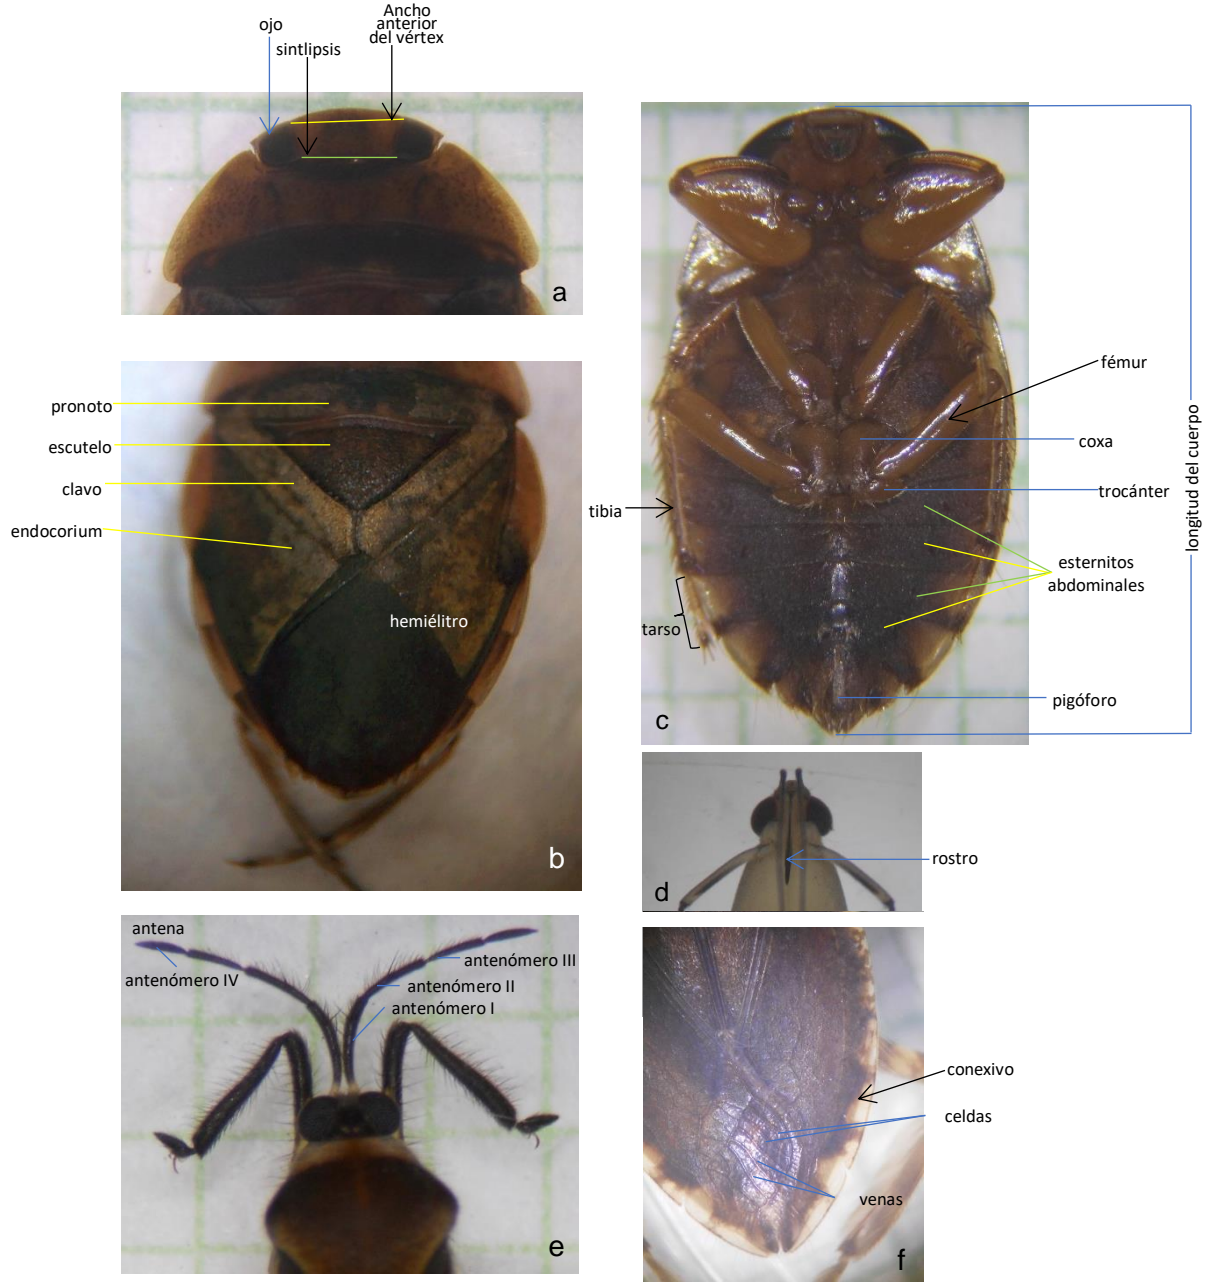 ojo
sintlipsis
Ancho
anterior
del vértex
a
pronoto
escutelo
clavo
endocorium
hemiélitro
b
fémur
coxa
trocánter
tibia
esternitos
abdominales
tarso
pigóforo
longitud del cuerpo
c
rostro
d
antena
antenómero IV
antenómero III
antenómero II
antenómero I
e
conexivo
celdas
venas
f